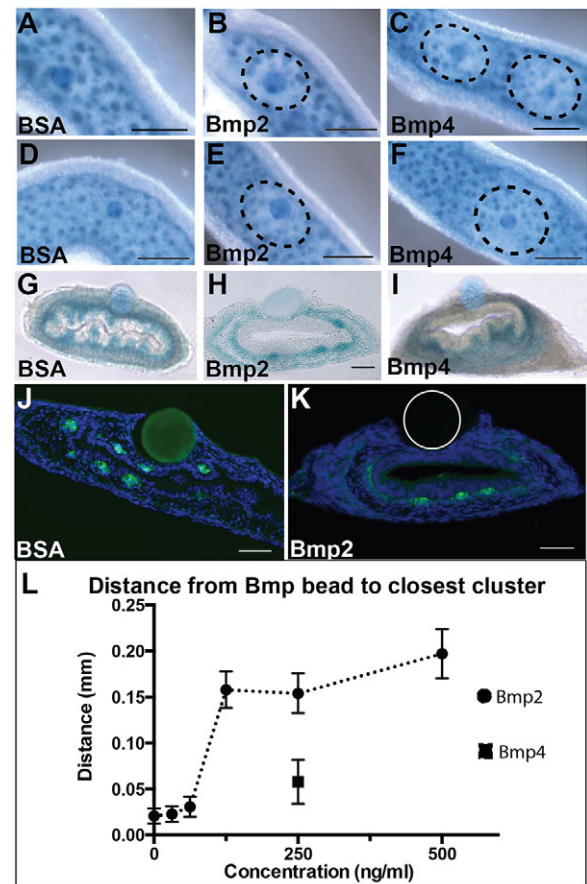 A
B
C
BSA
Bmp2
Bmp4
D
E
F
BSA
Bmp2
Bmp4
G
H
I
BSA
Bmp2
Bmp4
J
K
BSA
Bmp2
L Distance from Bmp bead to closest cluster
0.25
0.20
0.15
0.10
0.05
0.00
Distance (mm)
0
250
500
Concentration (ng/ml)
Bmp2
Bmp4